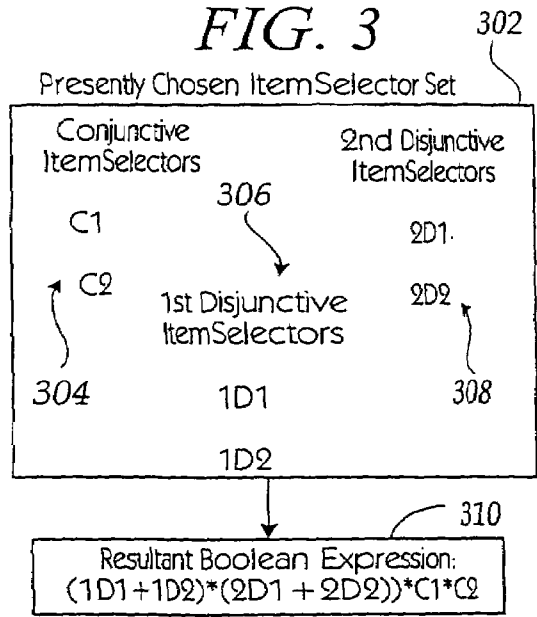 FIG. 3
302
Presently Chosen ItemSelector Set
Conjunctive
ItemSelectors
C1
C2
304
306
1st Disjunctive
ItemSelectors
1D1
1D2
2nd Disjunctive
ItemSelectors
2D1.
2D2
308
310
Resultant Boolean Expression:
(1D1+1D2)*(2D1+2D2))*C1*C2